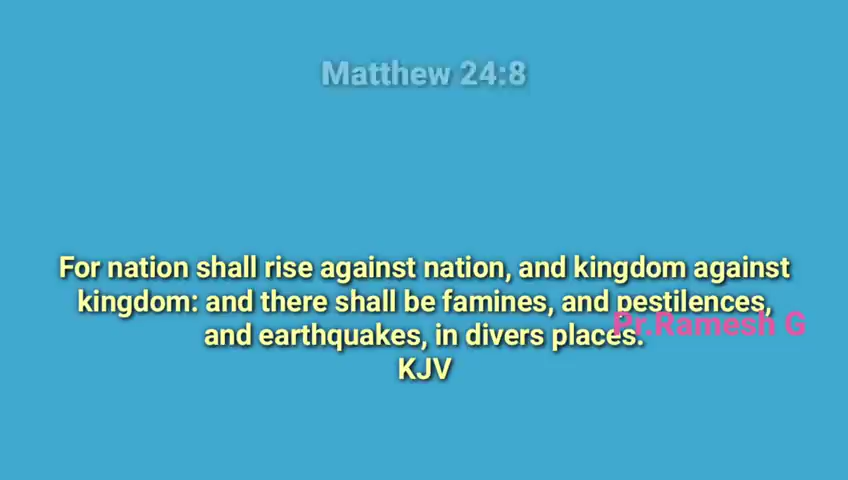 Matthew 24:8
For nation shall rise against nation, and kingdom against
kingdom: and there shall be famines, and pestilences,
and earthquakes, in divers places.
KJV
Pr.Ramesh G